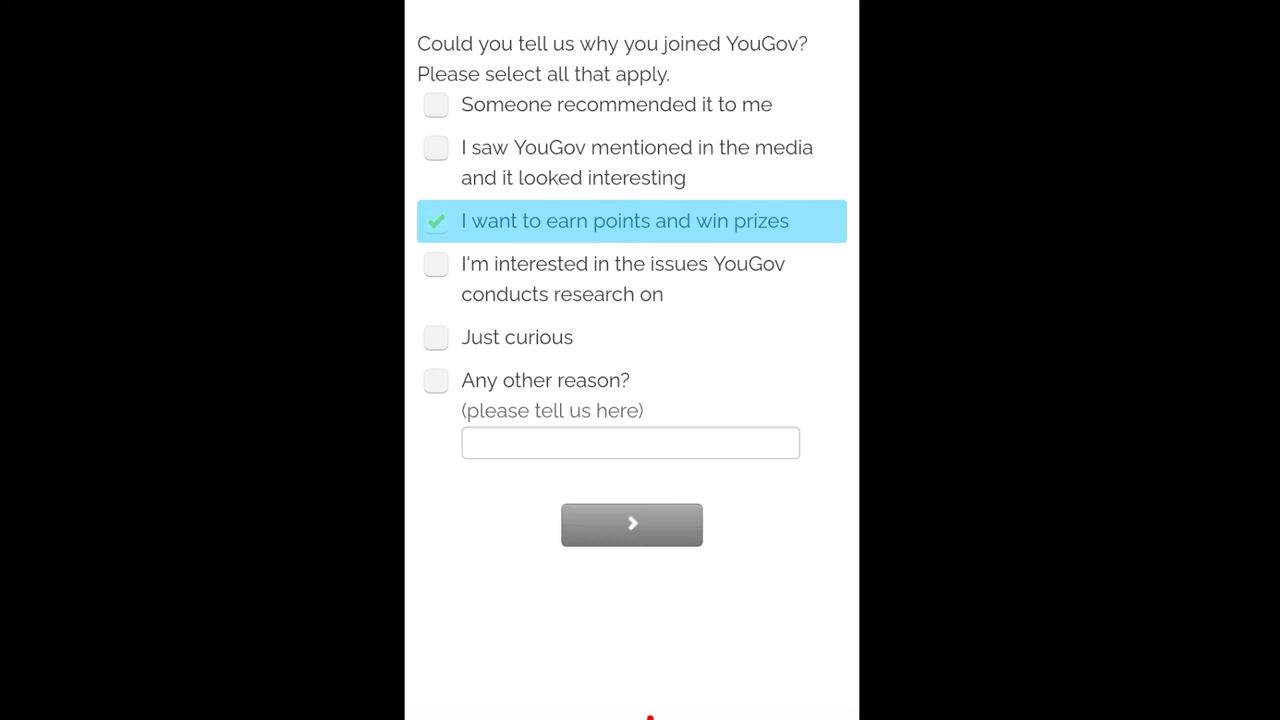 Could you tell us why you joined YouGov?
Please select all that apply.
Someone recommended it to me
I saw YouGov mentioned in the media
and it looked interesting
I want to earn points and win prizes
I'm interested in the issues YouGov
conducts research on
Just curious
Any other reason?
(please tell us here)